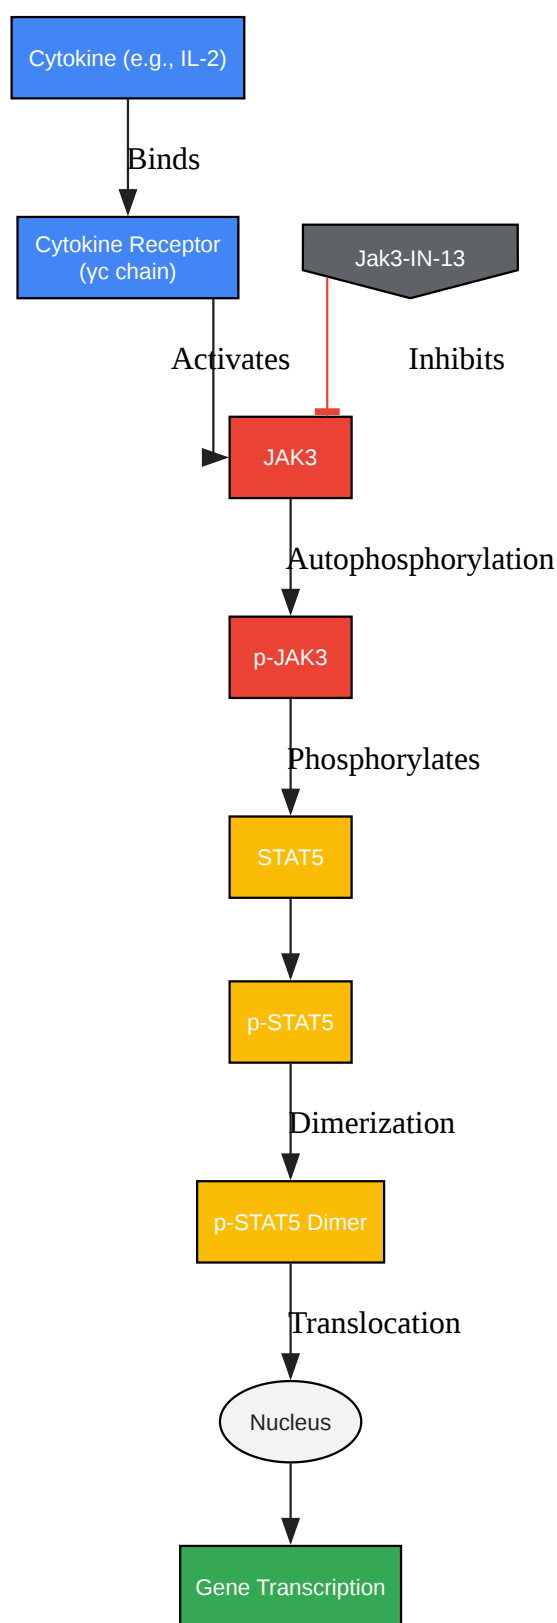 Cytokine (e.g., IL-2)
Binds
Cytokine Receptor
(γc chain)
Jak3-IN-13
Activates
Inhibits
JAK3
Autophosphorylation
p-JAK3
Phosphorylates
STAT5
p-STAT5
Dimerization
p-STAT5 Dimer
Translocation
Nucleus
Gene Transcription